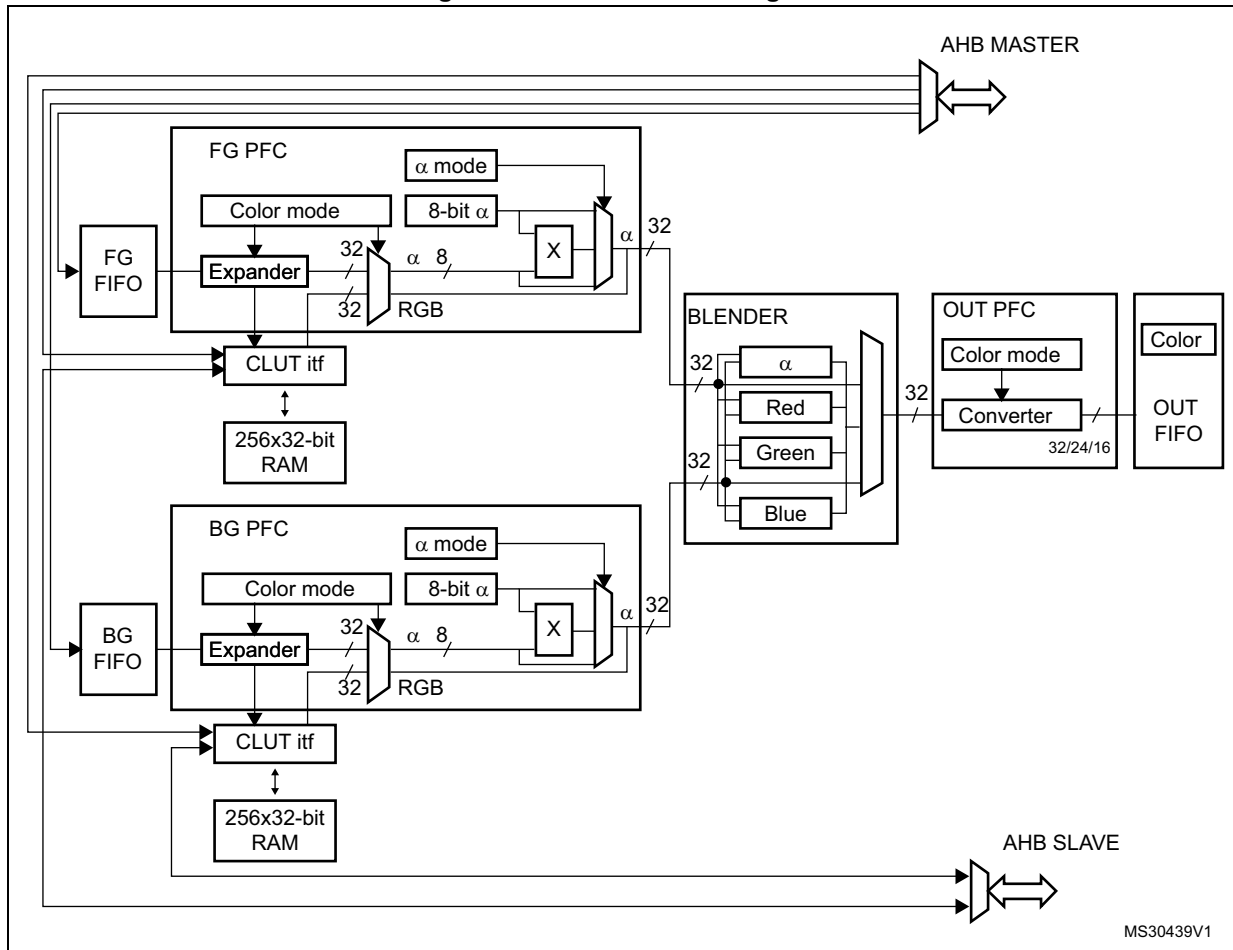 AHB MASTER
FG PFC
α mode
8-bit α
Color mode
X
α
32
FG
FIFO
Expander
32
α
8
32
RGB
CLUT itf
256x32-bit
RAM
BLENDER
32
α
Red
Green
32
Blue
32
OUT PFC
Color mode
Converter
32/24/16
Color
OUT
FIFO
BG PFC
α mode
8-bit α
Color mode
X
α
32
BG
FIFO
Expander
32
α
8
32
RGB
CLUT itf
256x32-bit
RAM
AHB SLAVE
MS30439V1